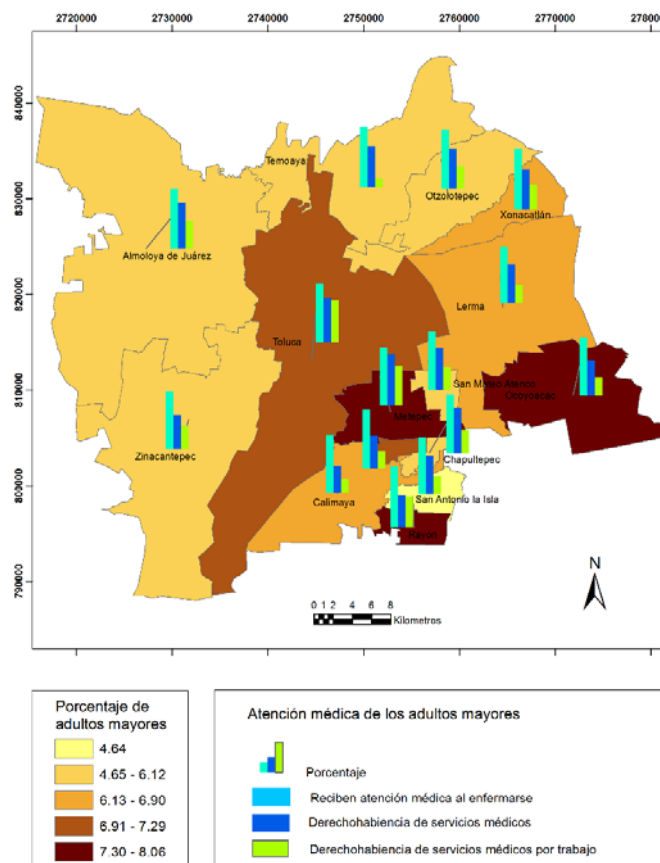 2720000 2730000 2740000 2750000 2760000 2770000 27800
840000
Temoaya
Otzolotepec
830000
Xonacatlán
Almoloya de Juárez
820000
Lerma
Toluca
810000
San Mateo Atenco
Ocoyoacac
Metepec
Zinacantepec
Chapultepec
800000
Calimaya
San Antonio la Isla
Rayón
790000
N
0 1 2 4 6 8
Kilometros
Porcentaje de
adultos mayores
4.64
4.65 - 6.12
6.13 - 6.90
6.91 - 7.29
7.30 - 8.06
Atención médica de los adultos mayores
Porcentaje
Reciben atención médica al enfermarse
Derechohabiencia de servicios médicos
Derechohabiencia de servicios médicos por trabajo